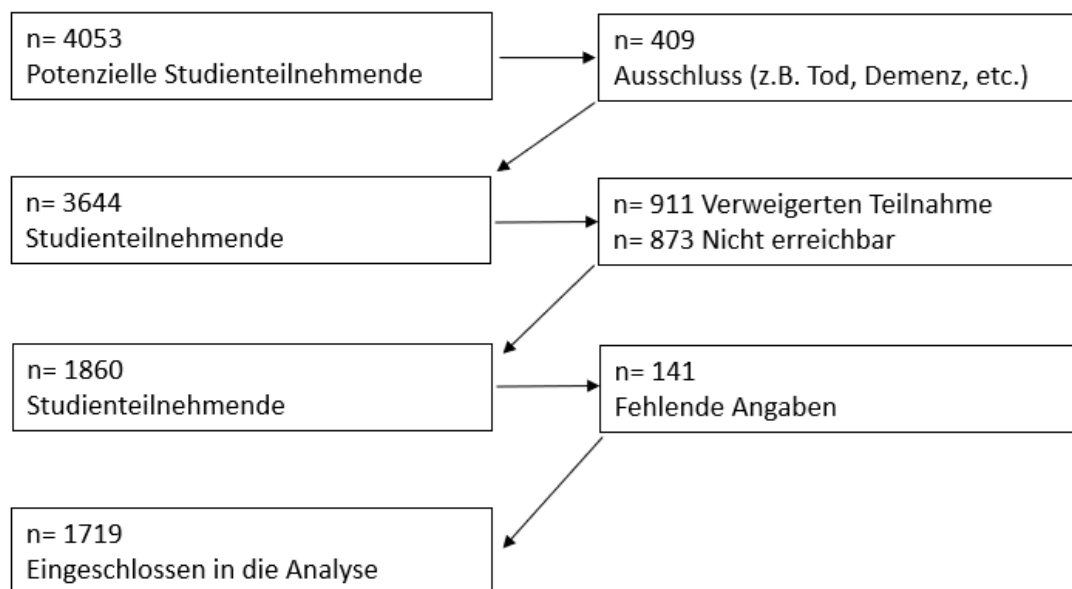 n= 4053
Potenzielle Studienteilnehmende
n= 409
Ausschluss (z.B. Tod, Demenz, etc.)
n= 3644
Studienteilnehmende
n= 911 Verweigerten Teilnahme
n= 873 Nicht erreichbar
n= 1860
Studienteilnehmende
n= 141
Fehlende Angaben
n= 1719
Eingeschlossen in die Analyse